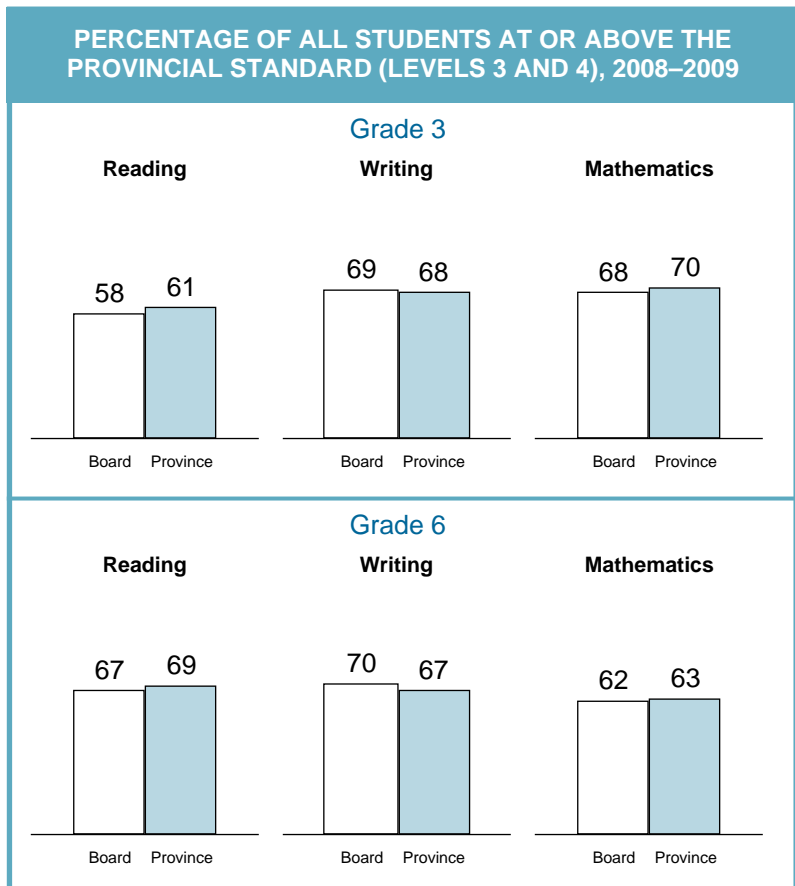 PERCENTAGE OF ALL STUDENTS AT OR ABOVE THE
PROVINCIAL STANDARD (LEVELS 3 AND 4), 2008–2009
Grade 3
Reading Writing Mathematics
58 61 69 68 68 70
Board Province Board Province Board Province
Grade 6
Reading Writing Mathematics
67 69 70 67 62 63
Board Province Board Province Board Province